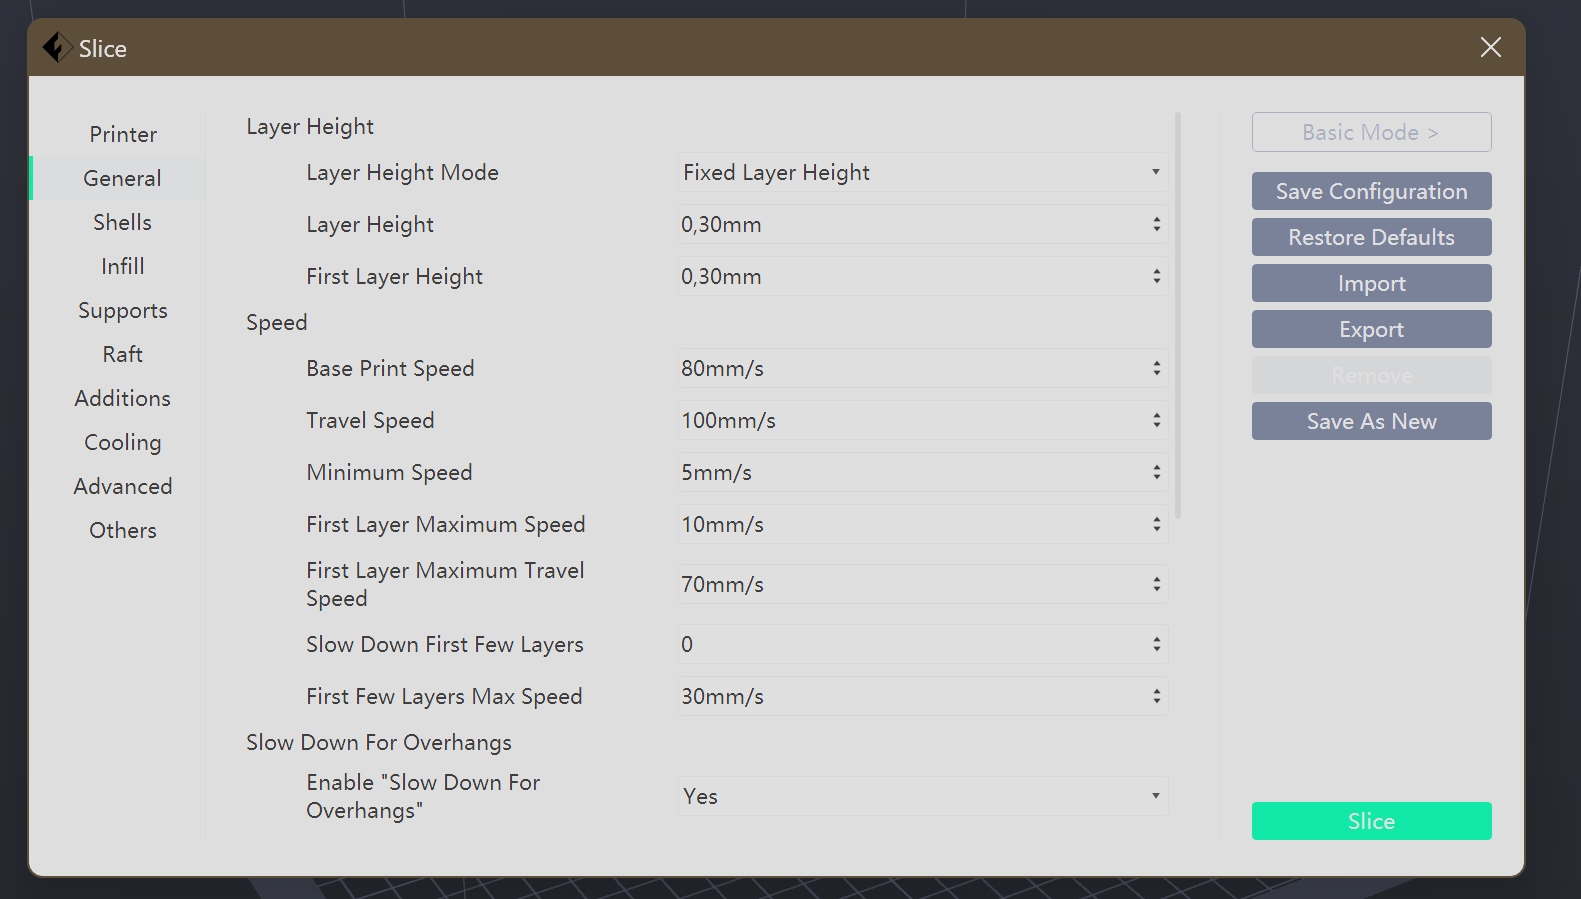 Slice
Printer
General
Shells
Infill
Supports
Raft
Additions
Cooling
Advanced
Others
Layer Height
Layer Height Mode
Fixed Layer Height
Layer Height
0,30mm
First Layer Height
0,30mm
Speed
Base Print Speed
80mm/s
Travel Speed
100mm/s
Minimum Speed
5mm/s
First Layer Maximum Speed
10mm/s
First Layer Maximum Travel
Speed
70mm/s
Slow Down First Few Layers
0
First Few Layers Max Speed
30mm/s
Slow Down For Overhangs
Enable "Slow Down For
Overhangs"
Yes
Basic Mode >
Save Configuration
Restore Defaults
Import
Export
Remove
Save As New
Slice